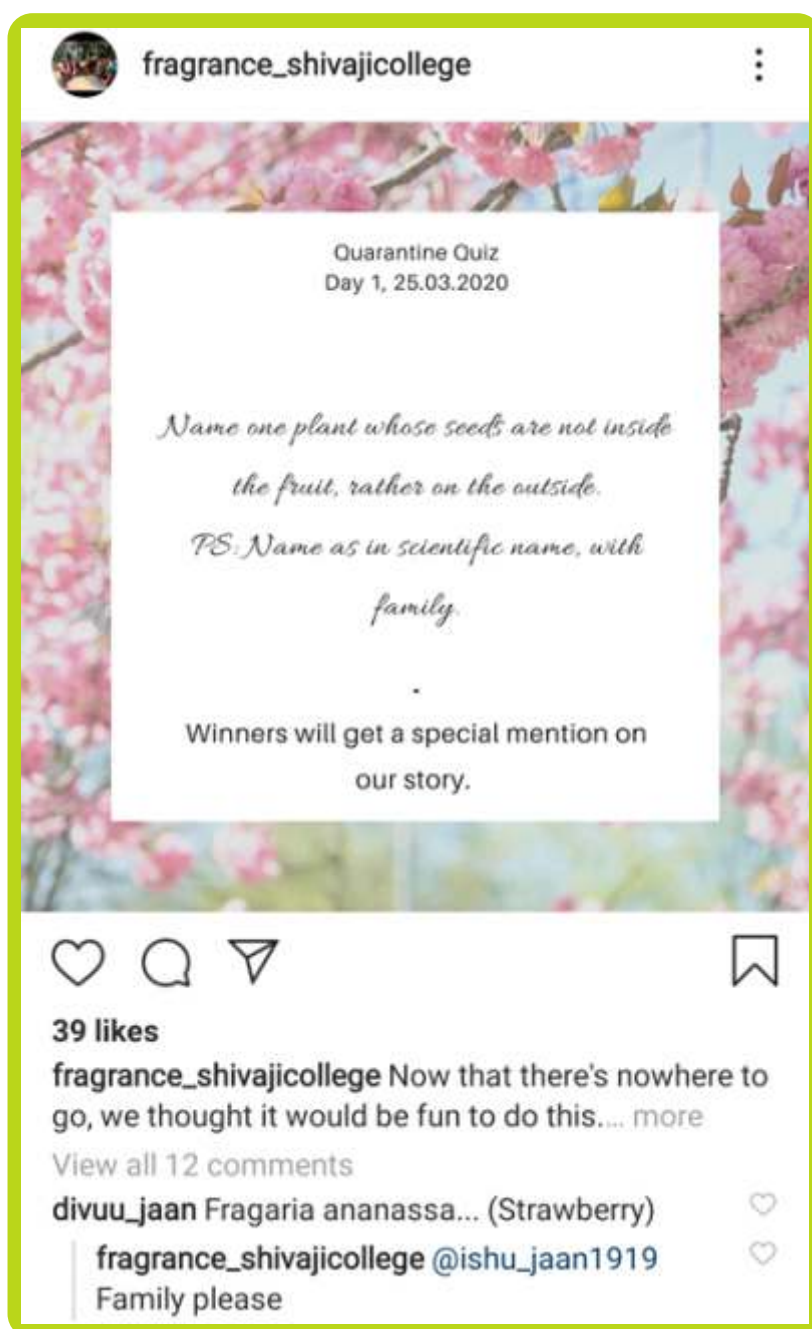 fragrance_shivajicollege
Quarantine Quiz
Day 1, 25.03.2020
Name one plant whose seeds are not inside
the fruit, rather on the outside.
PS: Name as in scientific name, with
family.
.
Winners will get a special mention on
our story.
39 likes
fragrance_shivajicollege Now that there's nowhere to
go, we thought it would be fun to do this.... more
View all 12 comments
divuu_jaan Fragaria ananassa... (Strawberry)
fragrance_shivajicollege @ishu_jaan1919
Family please